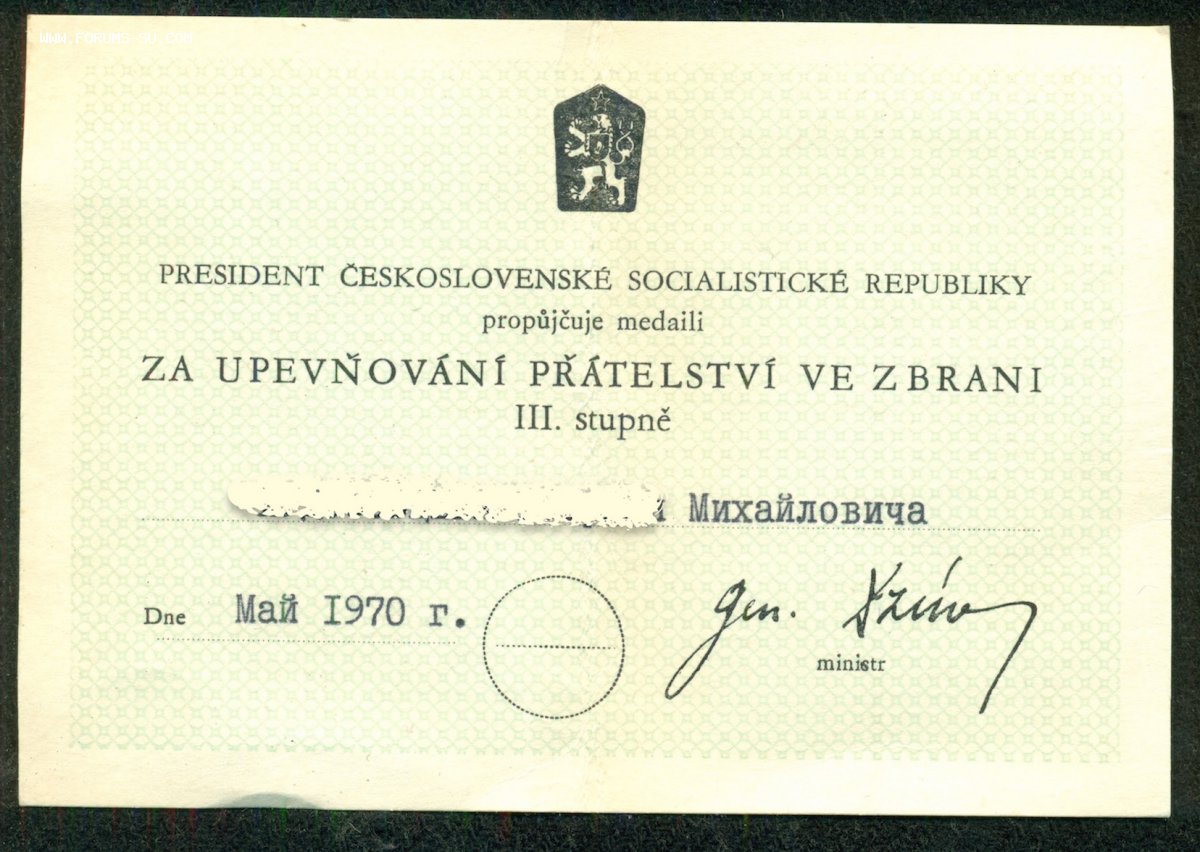 WWW.FORUMS-SU.COM
PRESIDENT ČESKOSLOVENSKÉ SOCIALISTICKÉ REPUBLIKY
propůjčuje medaili
ZA UPEVŇOVÁNÍ PŘÁTELSTVÍ VE ZBRANI
III. stupně
Михайловича
Dne Май I970 г.
gen.
ministr